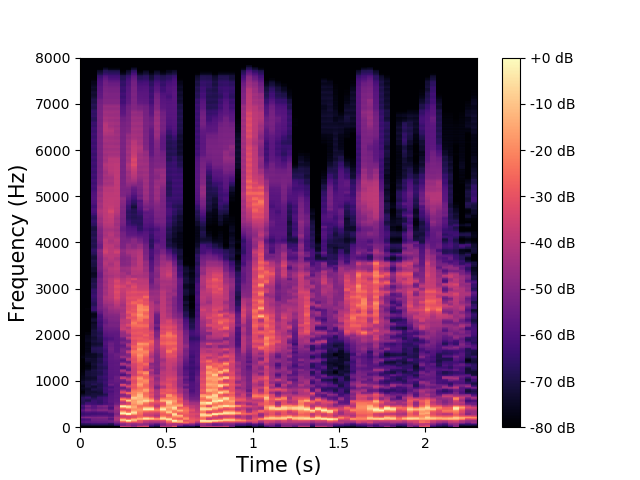 8000
7000
6000
5000
4000
3000
2000
1000
0
Frequency (Hz)
0
0.5
1
1.5
2
Time (s)
+0 dB
-10 dB
-20 dB
-30 dB
-40 dB
-50 dB
-60 dB
-70 dB
-80 dB